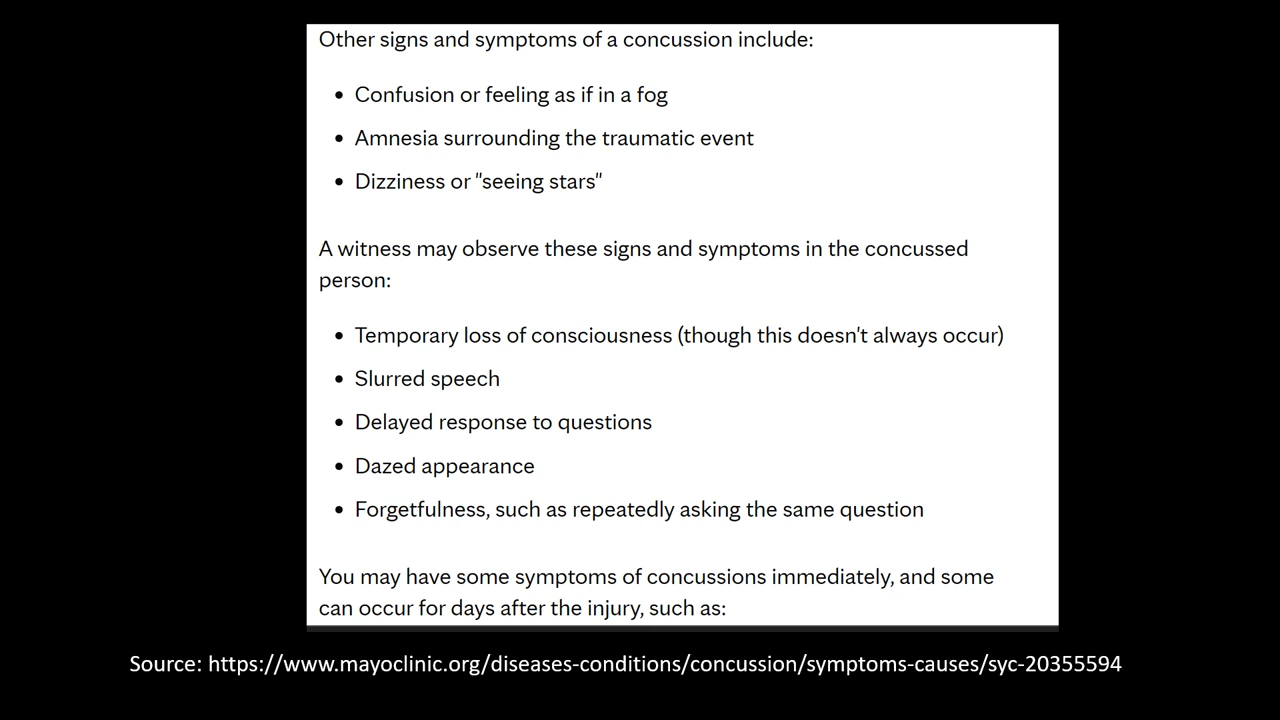 Other signs and symptoms of a concussion include:
• Confusion or feeling as if in a fog
• Amnesia surrounding the traumatic event
• Dizziness or "seeing stars"
A witness may observe these signs and symptoms in the concussed
person:
• Temporary loss of consciousness (though this doesn't always occur)
• Slurred speech
• Delayed response to questions
• Dazed appearance
• Forgetfulness, such as repeatedly asking the same question
You may have some symptoms of concussions immediately, and some
can occur for days after the injury, such as:
Source: https://www.mayoclinic.org/diseases-conditions/concussion/symptoms-causes/syc-20355594